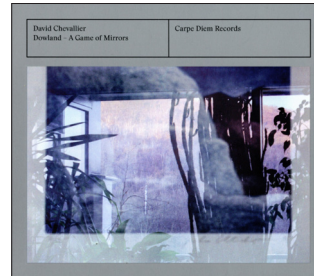 David Chevallier
Dowland – A Game of Mirrors
Carpe Diem Records